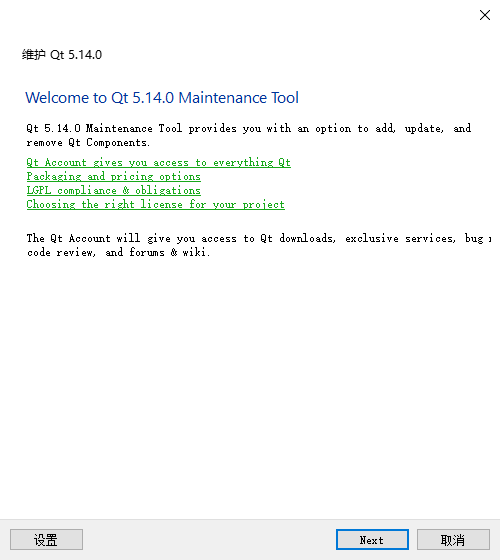 维护 Qt 5.14.0
Welcome to Qt 5.14.0 Maintenance Tool
Qt 5.14.0 Maintenance Tool provides you with an option to add, update, and
remove Qt Components.
Qt Account gives you access to everything Qt
Packaging and pricing options
LGPL compliance & obligations
Choosing the right license for your project
The Qt Account will give you access to Qt downloads, exclusive services, bug
code review, and forums & wiki.
设置
Next
取消